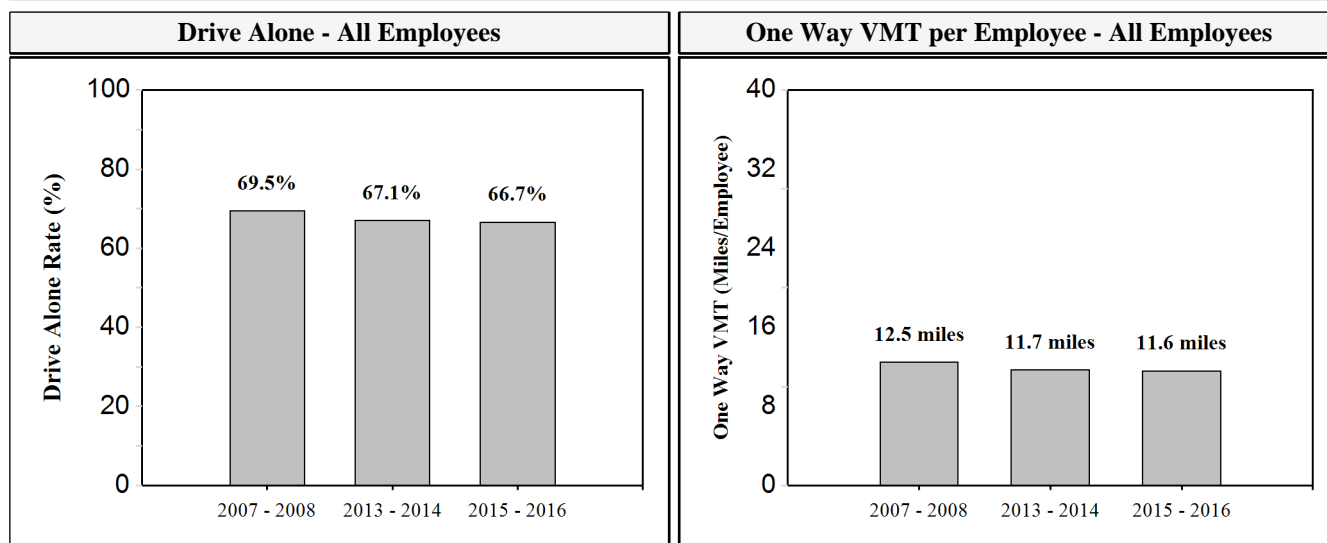 Drive Alone - All Employees
One Way VMT per Employee - All Employees
Drive Alone Rate (%)
100
80
60
40
20
0
69.5%
67.1%
66.7%
2007 - 2008
2013 - 2014
2015 - 2016
One Way VMT (Miles/Employee)
40
32
24
16
8
0
12.5 miles
11.7 miles
11.6 miles
2007 - 2008
2013 - 2014
2015 - 2016